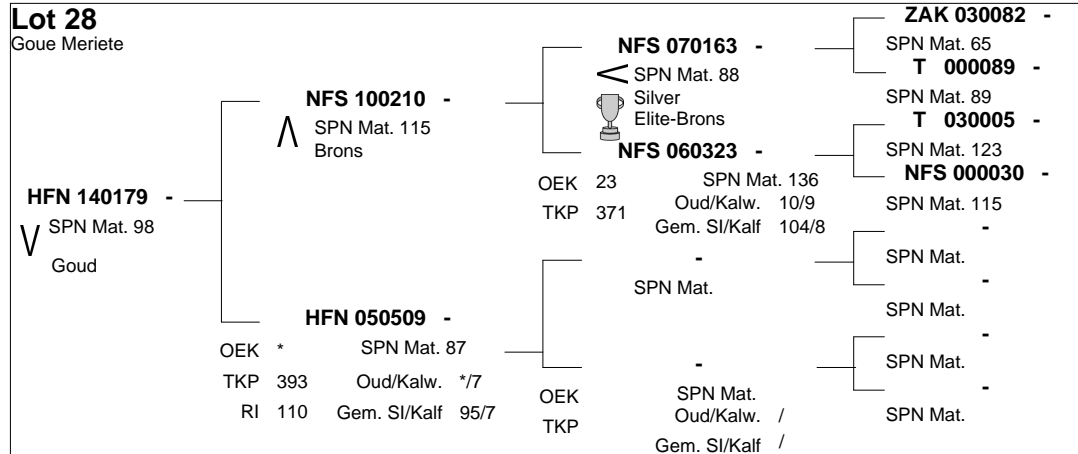 Lot 28
Goue Meriete
HFN 140179 -
SPN Mat. 98
Goud
NFS 100210 -
SPN Mat. 115
Brons
HFN 050509 -
OEK * SPN Mat. 87
TKP 393 Oud/Kalw. */7
RI 110 Gem. SI/Kalf 95/7
NFS 070163 -
SPN Mat. 88
Silver
Elite-Brons
NFS 060323 -
OEK 23 SPN Mat. 136
TKP 371 Oud/Kalw. 10/9
Gem. SI/Kalf 104/8
-
SPN Mat.
-
OEK SPN Mat.
TKP Oud/Kalw. /
Gem. SI/Kalf /
ZAK 030082 -
SPN Mat. 65
T 000089 -
SPN Mat. 89
T 030005 -
SPN Mat. 123
NFS 000030 -
SPN Mat. 115
-
SPN Mat.
-
SPN Mat.
-
SPN Mat.
-
SPN Mat.